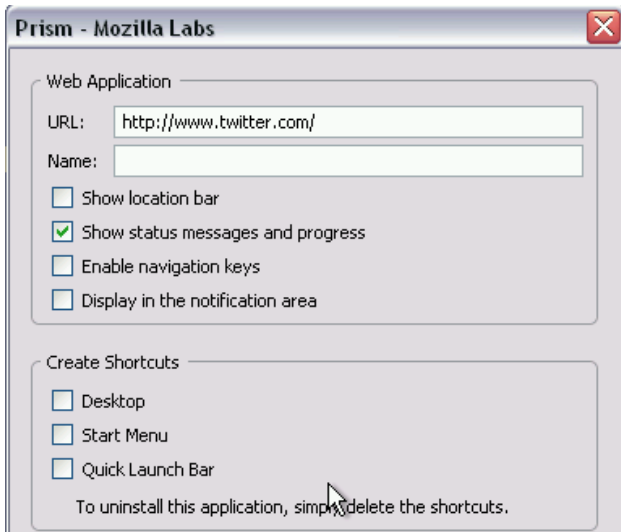 Prism - Mozilla Labs
Web Application
URL: http://www.twitter.com/
Name:
Show location bar
Show status messages and progress
Enable navigation keys
Display in the notification area
Create Shortcuts
Desktop
Start Menu
Quick Launch Bar
To uninstall this application, simply delete the shortcuts.